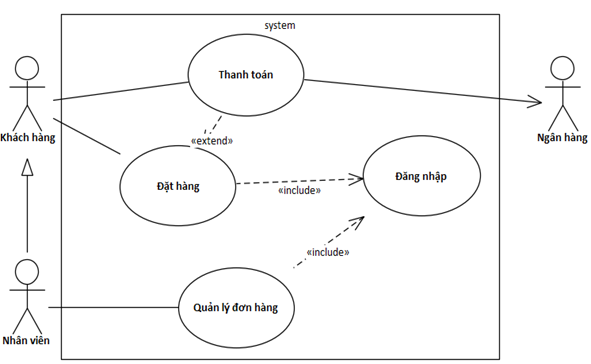 system
Thanh toán
Khách hàng
Ngân hàng
«extend»
Đặt hàng
«include»
Đăng nhập
«include»
Quản lý đơn hàng
Nhân viên